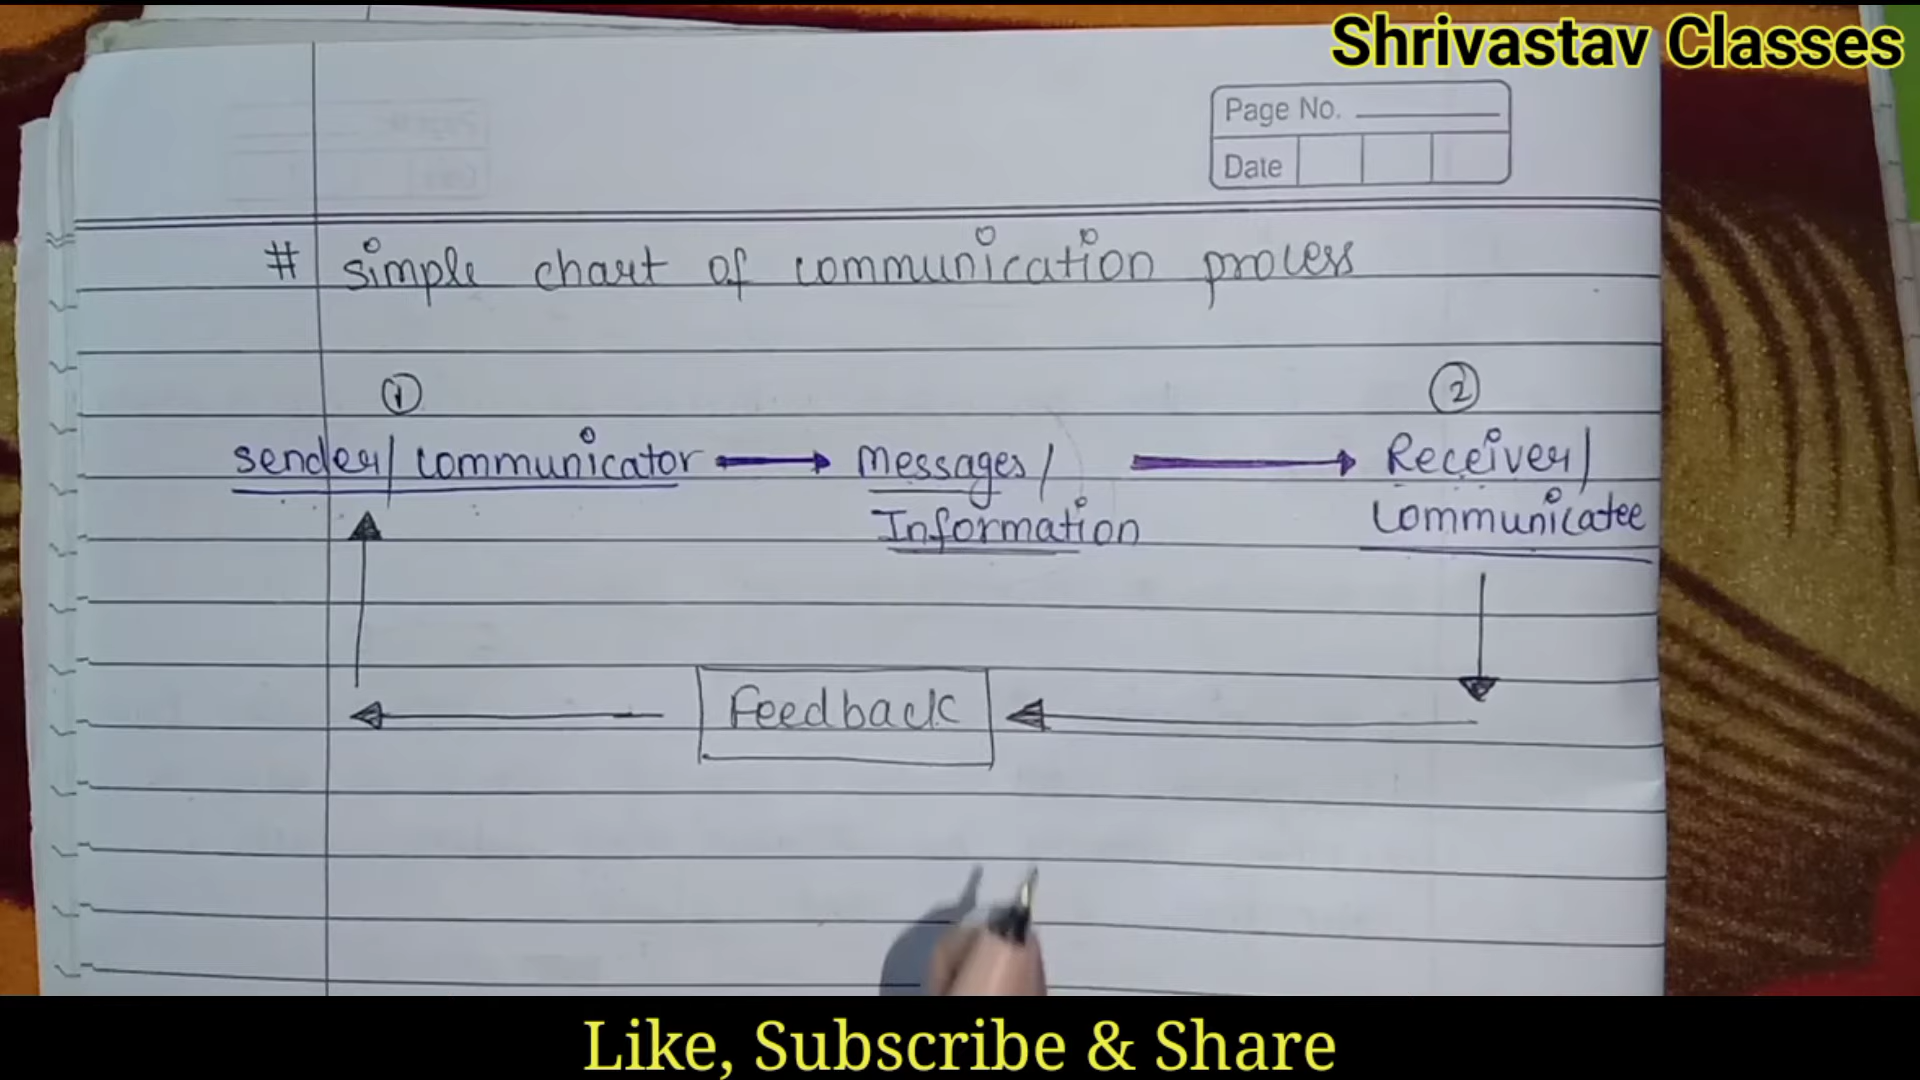 Shrivastav Classes
Page No.
Date
# simple chart of communication process
① ②
sender/communicator → Messages/ → Receiver/
Information communicatee
Feedback
Like, Subscribe & Share